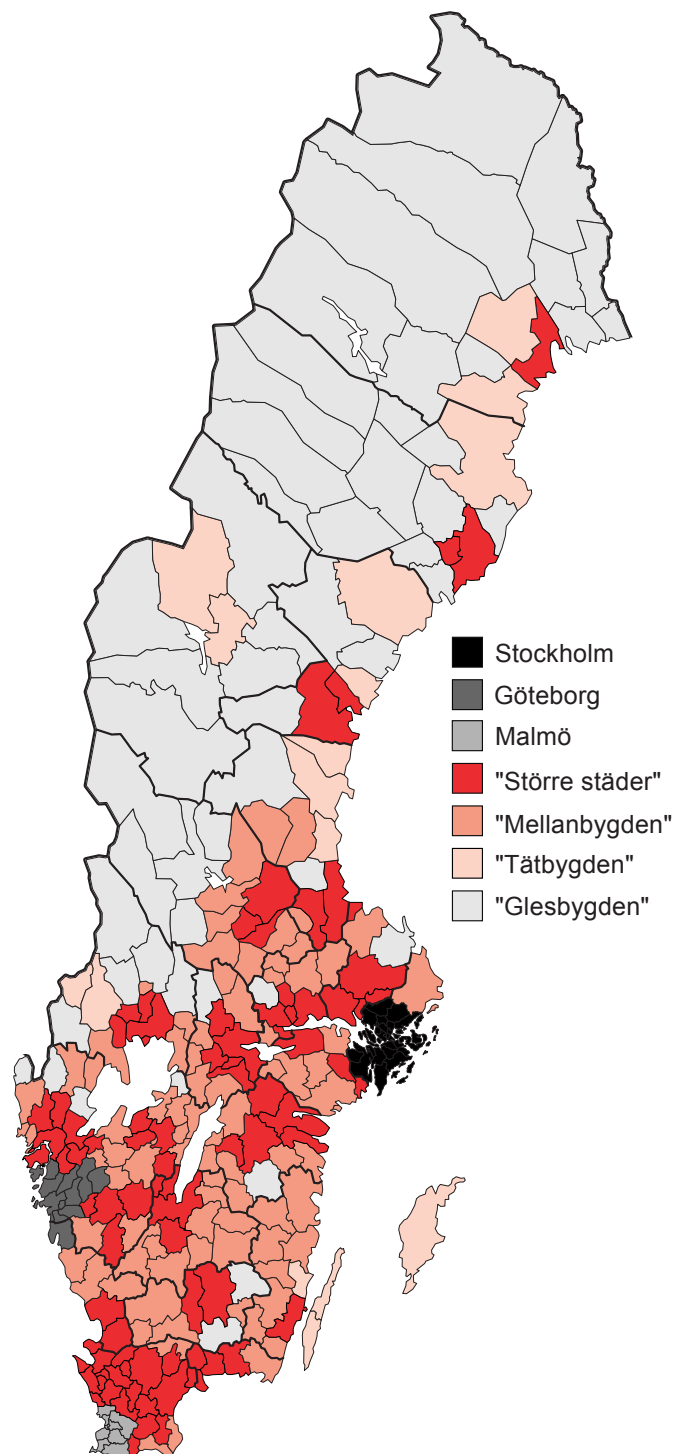 Stockholm
Göteborg
Malmö
"Större städer"
"Mellanbygden"
"Tätbygden"
"Glesbygden"